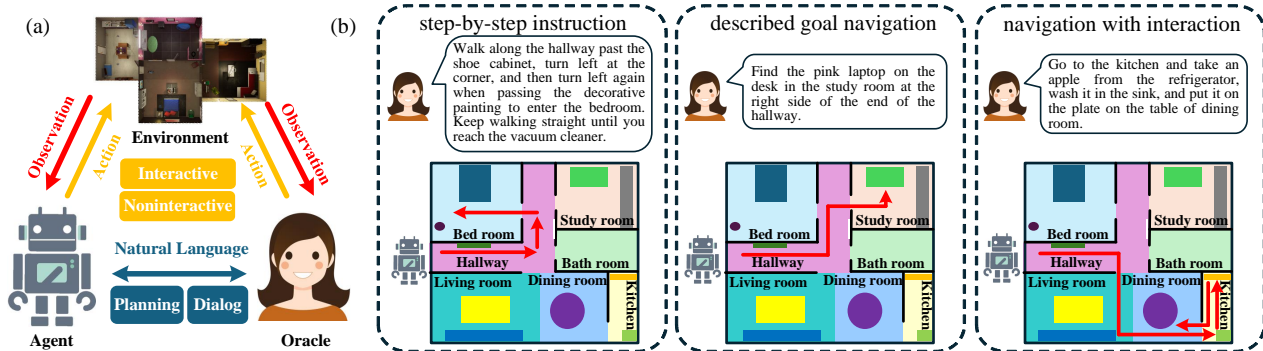 (a)
Environment
Observation
Action
Action
Observation
Interactive
Noninteractive
Natural Language
Planning
Dialog
Agent
Oracle
(b)
step-by-step instruction
Walk along the hallway past the
shoe cabinet, turn left at the
corner, and then turn left again
when passing the decorative
painting to enter the bedroom.
Keep walking straight until you
reach the vacuum cleaner.
Bed room
Study room
Hallway
Bath room
Living room
Dining room
Kitchen
described goal navigation
Find the pink laptop on the
desk in the study room at the
right side of the end of the
hallway.
Bed room
Study room
Hallway
Bath room
Living room
Dining room
Kitchen
navigation with interaction
Go to the kitchen and take an
apple from the refrigerator,
wash it in the sink, and put it on
the plate on the table of dining
room.
Bed room
Study room
Hallway
Bath room
Living room
Dining room
Kitchen